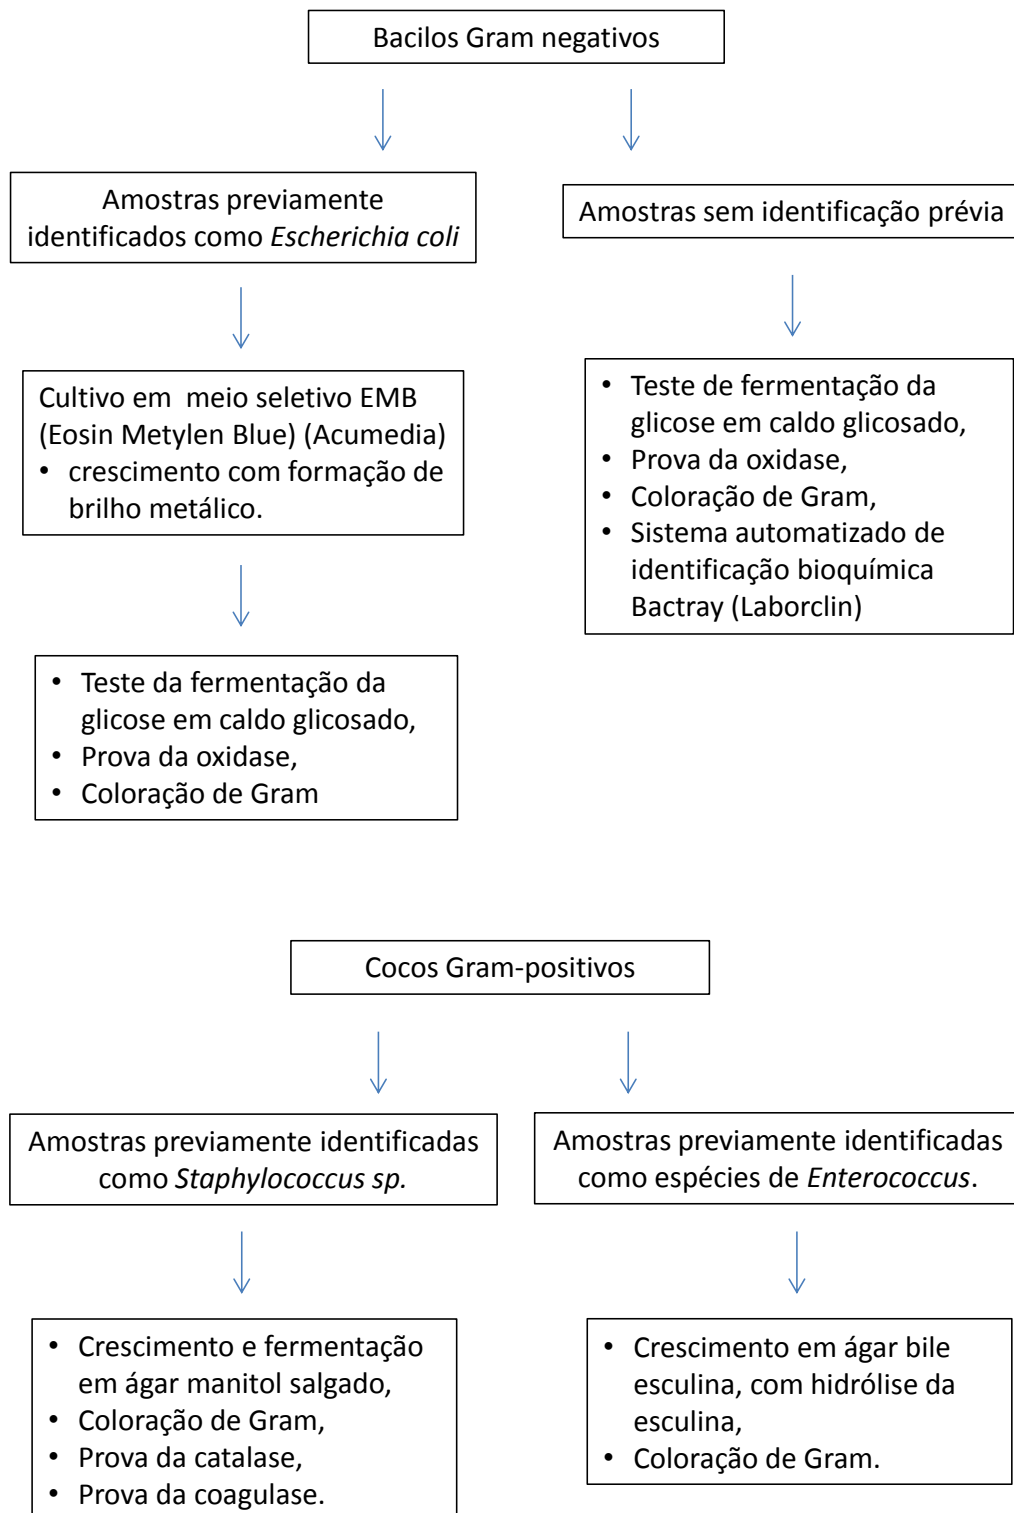 Bacilos Gram negativos
Amostras previamente
identificados como Escherichia coli
Amostras sem identificação prévia
Cultivo em meio seletivo EMB
(Eosin Metylen Blue) (Acumedia)
• crescimento com formação de
brilho metálico.
• Teste de fermentação da
glicose em caldo glicosado,
• Prova da oxidase,
• Coloração de Gram,
• Sistema automatizado de
identificação bioquímica
Bactray (Laborclin)
• Teste da fermentação da
glicose em caldo glicosado,
• Prova da oxidase,
• Coloração de Gram
Cocos Gram-positivos
Amostras previamente identificadas
como Staphylococcus sp.
Amostras previamente identificadas
como espécies de Enterococcus.
• Crescimento e fermentação
em ágar manitol salgado,
• Coloração de Gram,
• Prova da catalase,
• Prova da coagulase.
• Crescimento em ágar bile
esculina, com hidrólise da
esculina,
• Coloração de Gram.